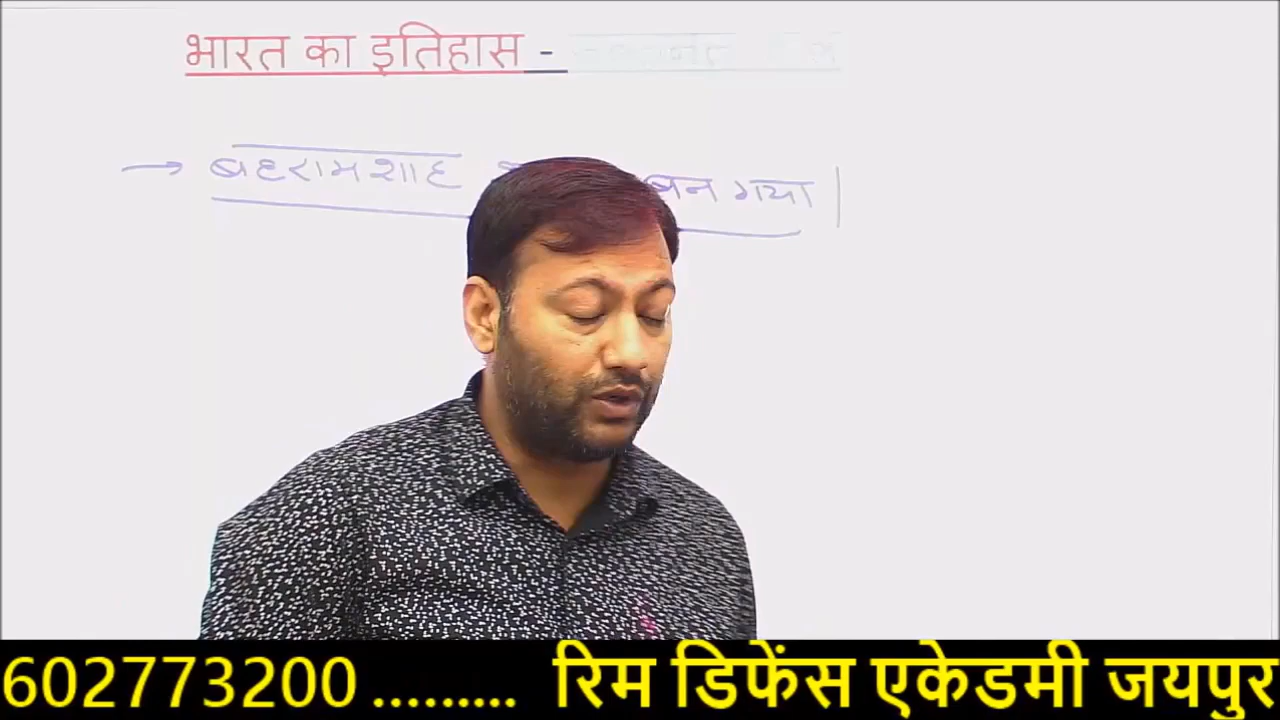 भारत का इतिहास -
→ बहरामशाह बन गया |
602773200 ......... रिम डिफेंस एकेडमी जयपुर